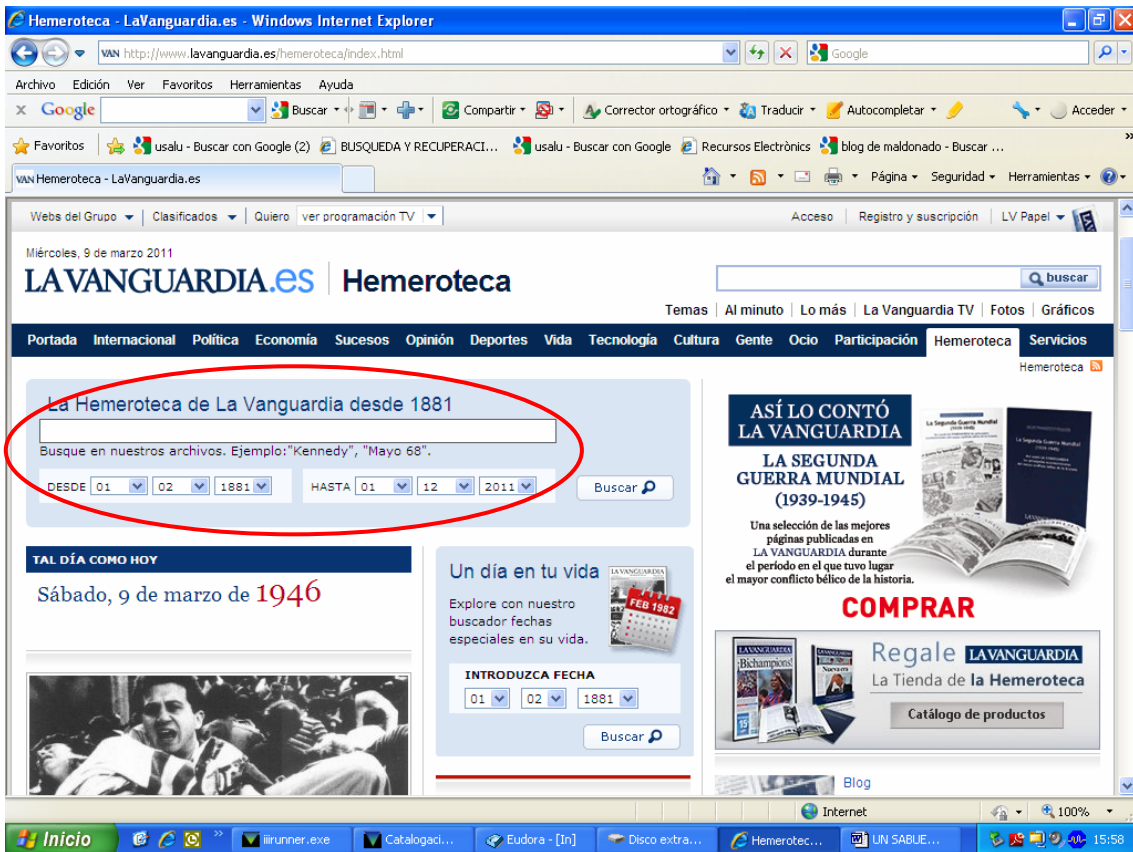 Hemeroteca - LaVanguardia.es - Windows Internet Explorer
VAN http://www.lavanguardia.es/hemeroteca/index.html
Google
Archivo Edición Ver Favoritos Herramientas Ayuda
x Google Buscar Compartir Corrector ortográfico Traducir Autocompletar Acceder
Favoritos usalu - Buscar con Google (2) BUSQUEDA Y RECUPERACI... usalu - Buscar con Google Recursos Electrònics blog de maldonado - Buscar ...
VAN Hemeroteca - LaVanguardia.es Página Seguridad Herramientas
Webs del Grupo Clasificados Quiero ver programación TV Acceso Registro y suscripción LV Papel
Miércoles, 9 de marzo 2011
LAVANGUARDIA.es Hemeroteca
buscar
Temas Al minuto Lo más La Vanguardia TV Fotos Gráficos
Portada Internacional Política Economía Sucesos Opinión Deportes Vida Tecnología Cultura Gente Ocio Participación Hemeroteca Servicios
Hemeroteca
La Hemeroteca de La Vanguardia desde 1881
Busque en nuestros archivos. Ejemplo:"Kennedy", "Mayo 68".
DESDE 01 02 1881 HASTA 01 12 2011 Buscar
TAL DÍA COMO HOY
Sábado, 9 de marzo de 1946
Un día en tu vida
Explore con nuestro
buscador fechas
especiales en su vida.
LA VANGUARDIA
FEB 1982
INTRODUZCA FECHA
01 02 1881
Buscar
ASÍ LO CONTÓ
LA VANGUARDIA
LA SEGUNDA
GUERRA MUNDIAL
(1939-1945)
Una selección de las mejores
páginas publicadas en
LA VANGUARDIA durante
el período en el que tuvo lugar
el mayor conflicto bélico de la historia.
La Segunda Guerra Mundial
COMPRAR
LAVANGUARDIA
¡Bichampions!
Regale LAVANGUARDIA
La Tienda de la Hemeroteca
Catálogo de productos
Blog
Internet 100%
Inicio iiirunner.exe Catalogaci... Eudora - [In] Disco extra... Hemerotec... UN SABUE... 15:58